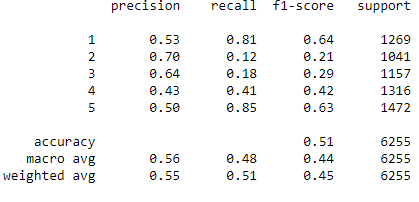 precision recall f1-score support
1 0.53 0.81 0.64 1269
2 0.70 0.12 0.21 1041
3 0.64 0.18 0.29 1157
4 0.43 0.41 0.42 1316
5 0.50 0.85 0.63 1472
accuracy 0.51 6255
macro avg 0.56 0.48 0.44 6255
weighted avg 0.55 0.51 0.45 6255